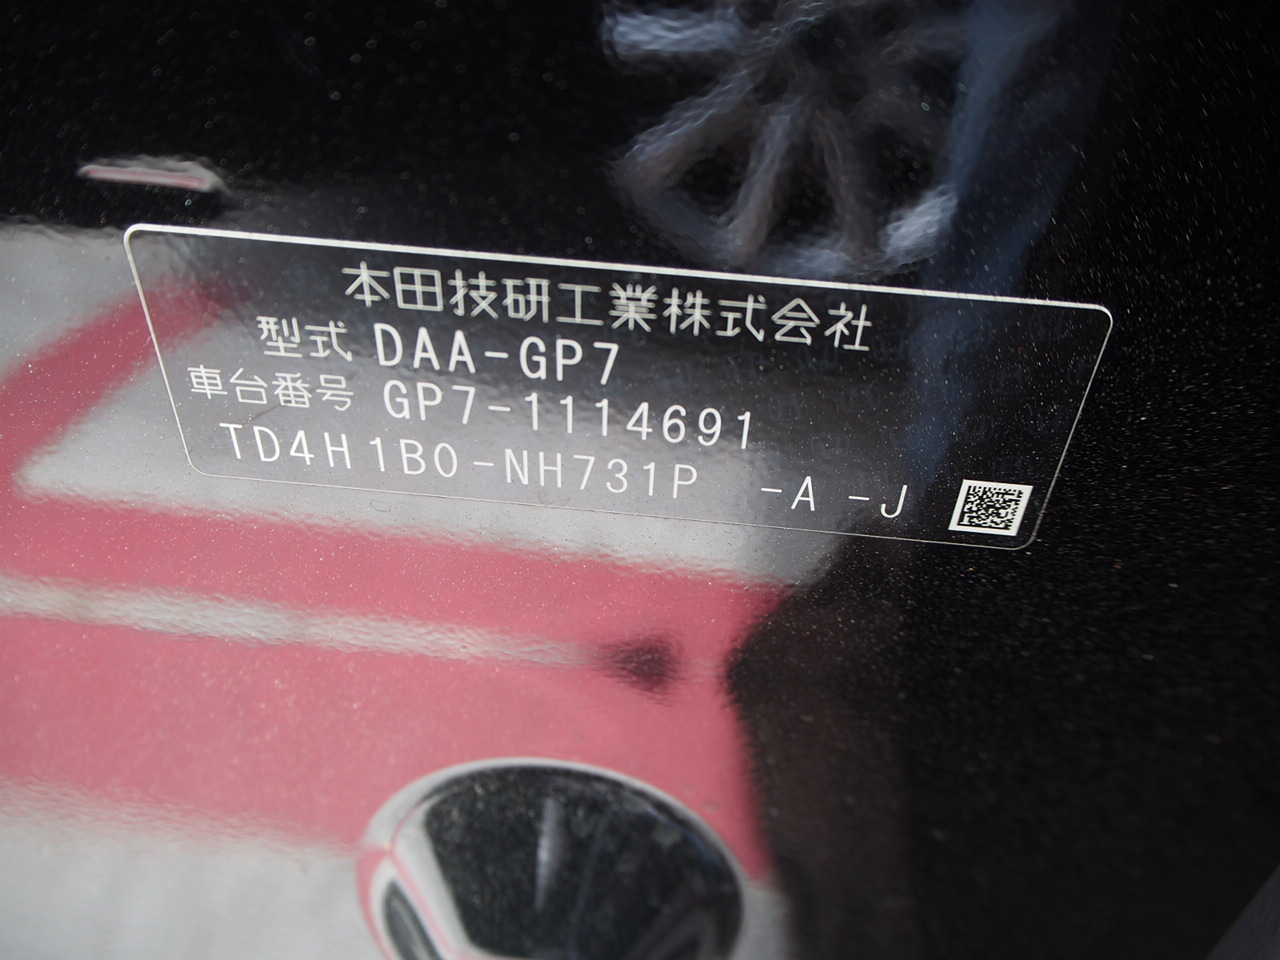 本田技研工業株式会社
型式 DAA-GP7
車台番号 GP7-1114691
TD4H1B0-NH731P -A -J